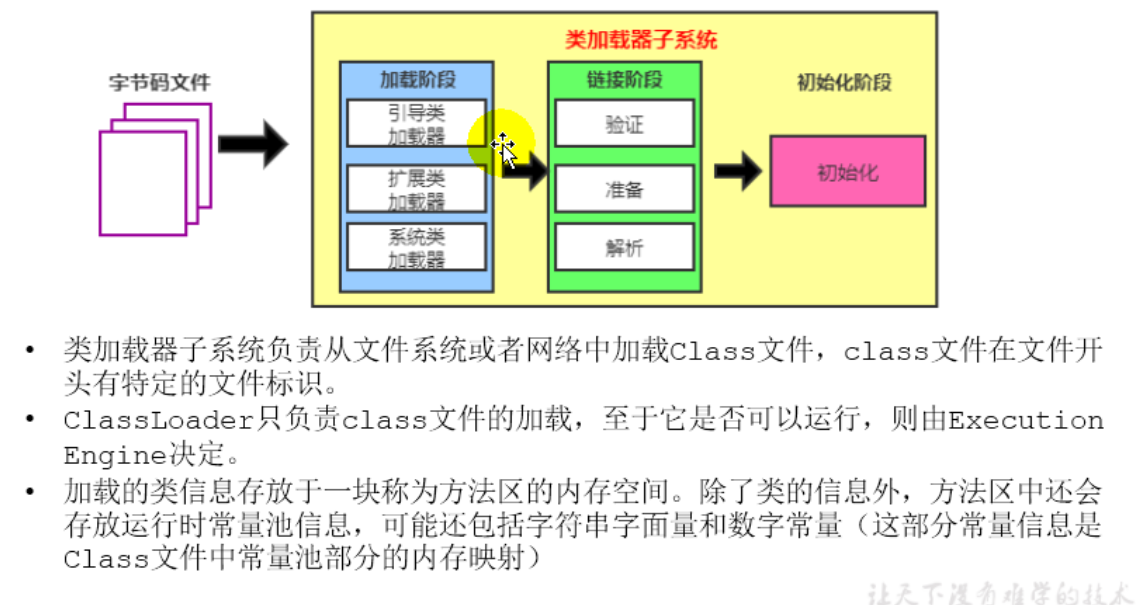 类加载器子系统
字节码文件
加载阶段
引导类
加载器
扩展类
加载器
系统类
加载器
链接阶段
验证
准备
解析
初始化阶段
初始化
• 类加载器子系统负责从文件系统或者网络中加载Class文件，class文件在文件开
头有特定的文件标识。
• ClassLoader只负责class文件的加载，至于它是否可以运行，则由Execution
Engine决定。
• 加载的类信息存放于一块称为方法区的内存空间。除了类的信息外，方法区中还会
存放运行时常量池信息，可能还包括字符串字面量和数字常量（这部分常量信息是
Class文件中常量池部分的内存映射）
让天下没有难学的技术